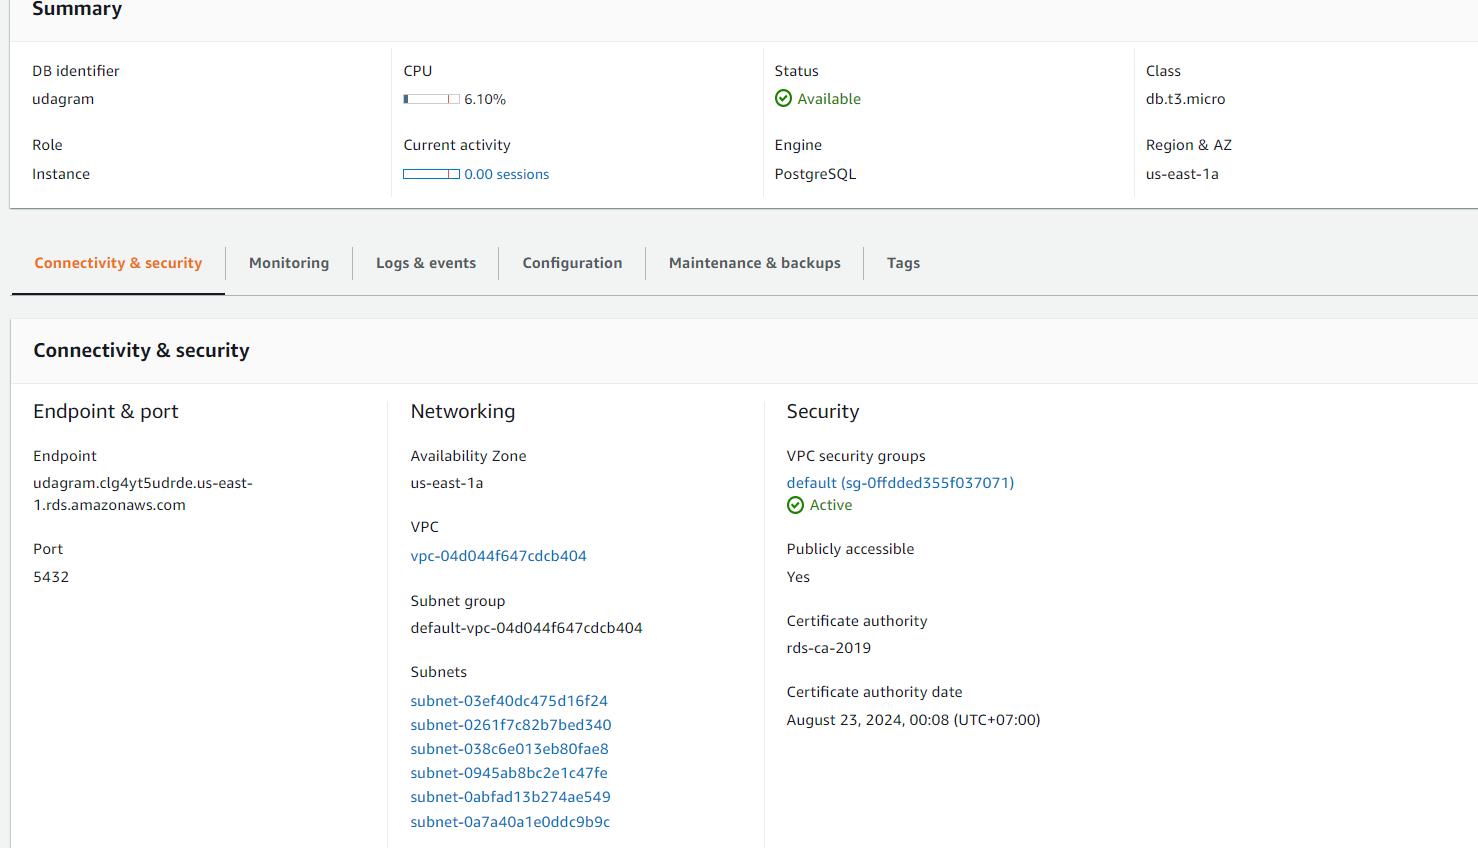 Summary
DB identifier
udagram
CPU
6.10%
Status
Available
Class
db.t3.micro
Role
Instance
Current activity
0.00 sessions
Engine
PostgreSQL
Region & AZ
us-east-1a
Connectivity & security
Monitoring
Logs & events
Configuration
Maintenance & backups
Tags
Connectivity & security
Endpoint & port
Endpoint
udagram.clg4yt5udrde.us-east-
1.rds.amazonaws.com
Port
5432
Networking
Availability Zone
us-east-1a
VPC
vpc-04d044f647cdcb404
Subnet group
default-vpc-04d044f647cdcb404
Subnets
subnet-03ef40dc475d16f24
subnet-0261f7c82b7bed340
subnet-038c6e013eb80fae8
subnet-0945ab8bc2e1c47fe
subnet-0abfad13b274ae549
subnet-0a7a40a1e0ddc9b9c
Security
VPC security groups
default (sg-0ffdded355f037071)
Active
Publicly accessible
Yes
Certificate authority
rds-ca-2019
Certificate authority date
August 23, 2024, 00:08 (UTC+07:00)